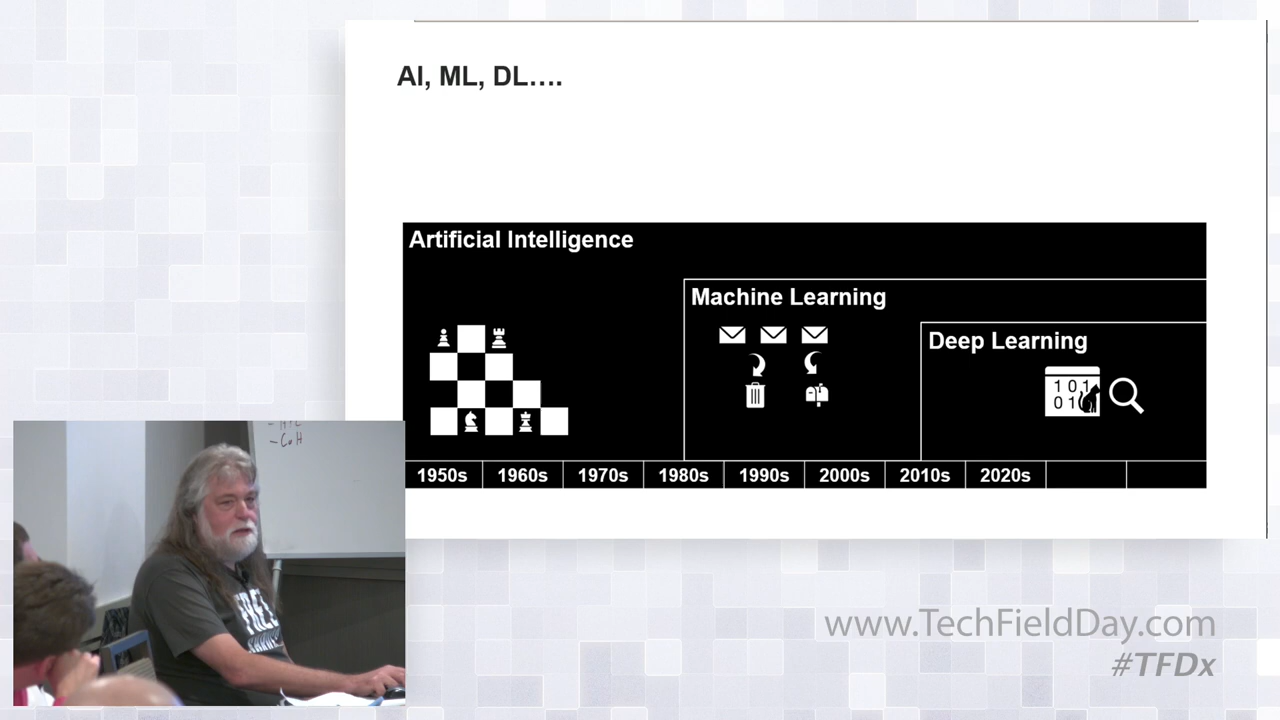 AI, ML, DL….
Artificial Intelligence
Machine Learning
Deep Learning
1 0 1
0 1
1950s 1960s 1970s 1980s 1990s 2000s 2010s 2020s
- CoH
www.TechFieldDay.com
#TFDx